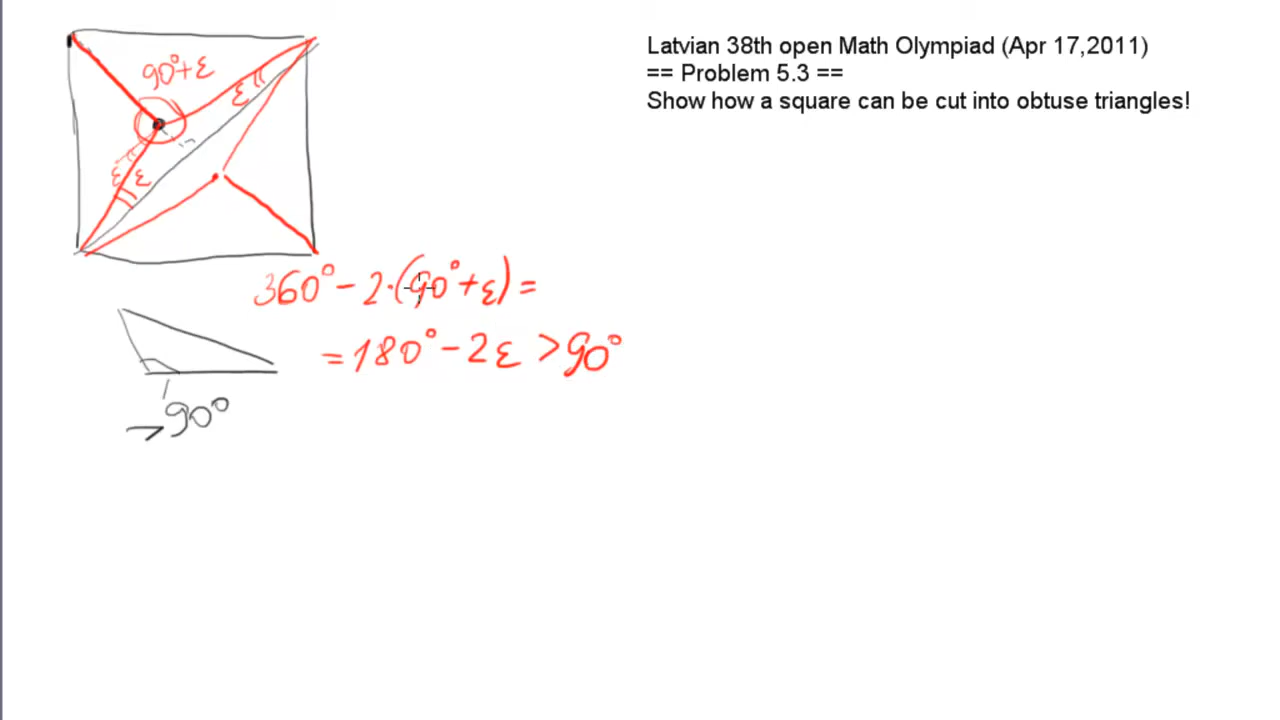 Latvian 38th open Math Olympiad (Apr 17,2011)
== Problem 5.3 ==
Show how a square can be cut into obtuse triangles!
90°+ε
ε
ε ε
360° - 2·(90°+ε) =
= 180° - 2ε > 90°
>90°